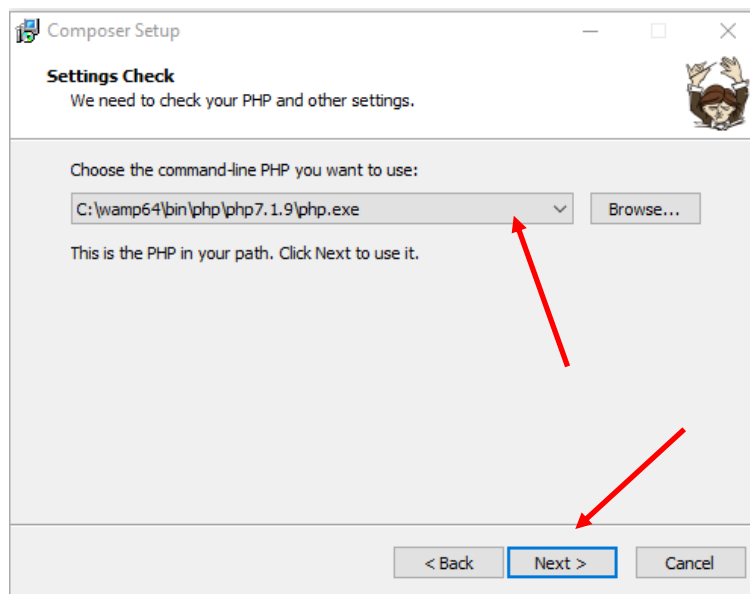 Composer Setup
Settings Check
We need to check your PHP and other settings.
Choose the command-line PHP you want to use:
C:\wamp64\bin\php\php7.1.9\php.exe
Browse...
This is the PHP in your path. Click Next to use it.
< Back
Next >
Cancel